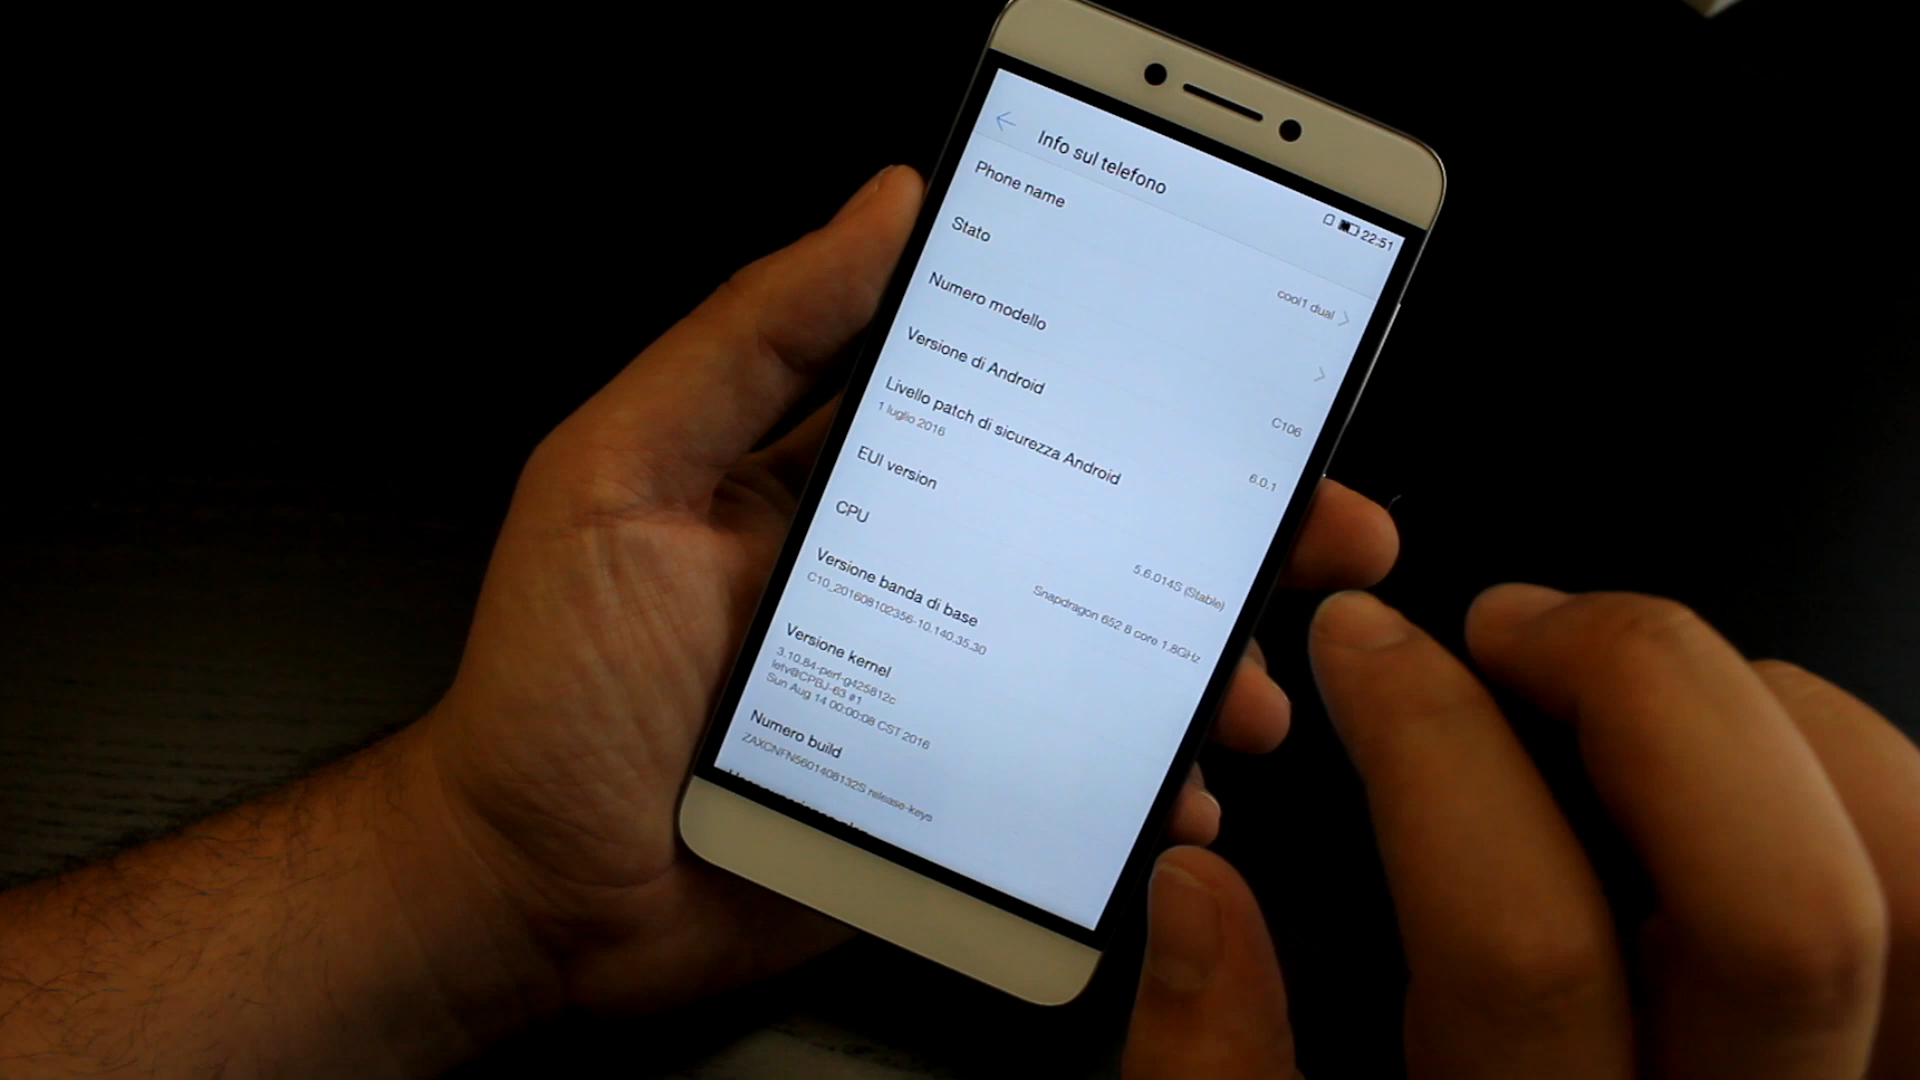 22:51
Info sul telefono
Phone name
cool1 dual
Stato
Numero modello
C106
Versione di Android
6.0.1
Livello patch di sicurezza Android
1 luglio 2016
EUI version
5.6.014S (Stable)
CPU
Snapdragon 652 8 core 1.8GHz
Versione banda di base
C10_201608102356-10.140.35.30
Versione kernel
3.10.84-perf-g425812c
letv@CPBJ-63 #1
Sun Aug 14 00:00:08 CST 2016
Numero build
ZAXCNFN5601408132S release-keys